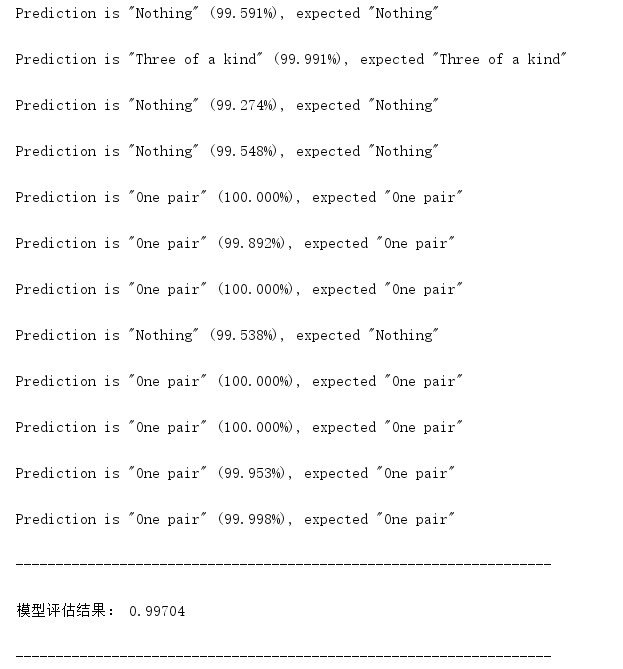 Prediction is "Nothing" (99.591%), expected "Nothing"
Prediction is "Three of a kind" (99.991%), expected "Three of a kind"
Prediction is "Nothing" (99.274%), expected "Nothing"
Prediction is "Nothing" (99.548%), expected "Nothing"
Prediction is "One pair" (100.000%), expected "One pair"
Prediction is "One pair" (99.892%), expected "One pair"
Prediction is "One pair" (100.000%), expected "One pair"
Prediction is "Nothing" (99.538%), expected "Nothing"
Prediction is "One pair" (100.000%), expected "One pair"
Prediction is "One pair" (100.000%), expected "One pair"
Prediction is "One pair" (99.953%), expected "One pair"
Prediction is "One pair" (99.998%), expected "One pair"
-------------------------------------------------------------------
模型评估结果: 0.99704
-------------------------------------------------------------------